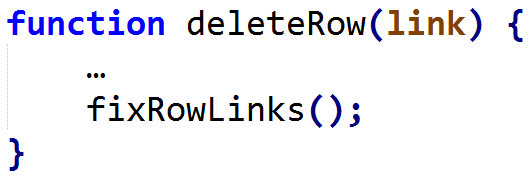 function deleteRow(link) {
…
fixRowLinks();
}